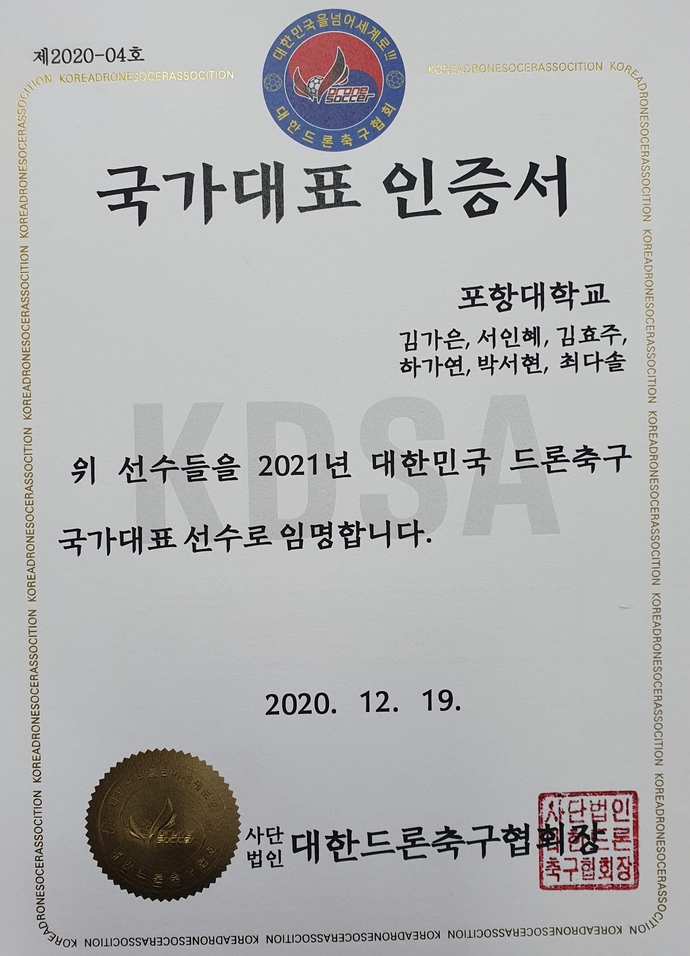 제2020-04호
대한민국을넘어세계로!!!
DRONE SOCCER
대한드론축구협회
KOREADRONESOCERASSOCITION KOREADRONESOCERASSOCITION
국가대표 인증서
포항대학교
김가은, 서인혜, 김효주,
하가연, 박서현, 최다솔
KDSA
위 선수들을 2021년 대한민국 드론축구
국가대표 선수로 임명합니다.
2020. 12. 19.
사단
법인 대한드론축구협회장
사단법인
대한드론
축구협회장